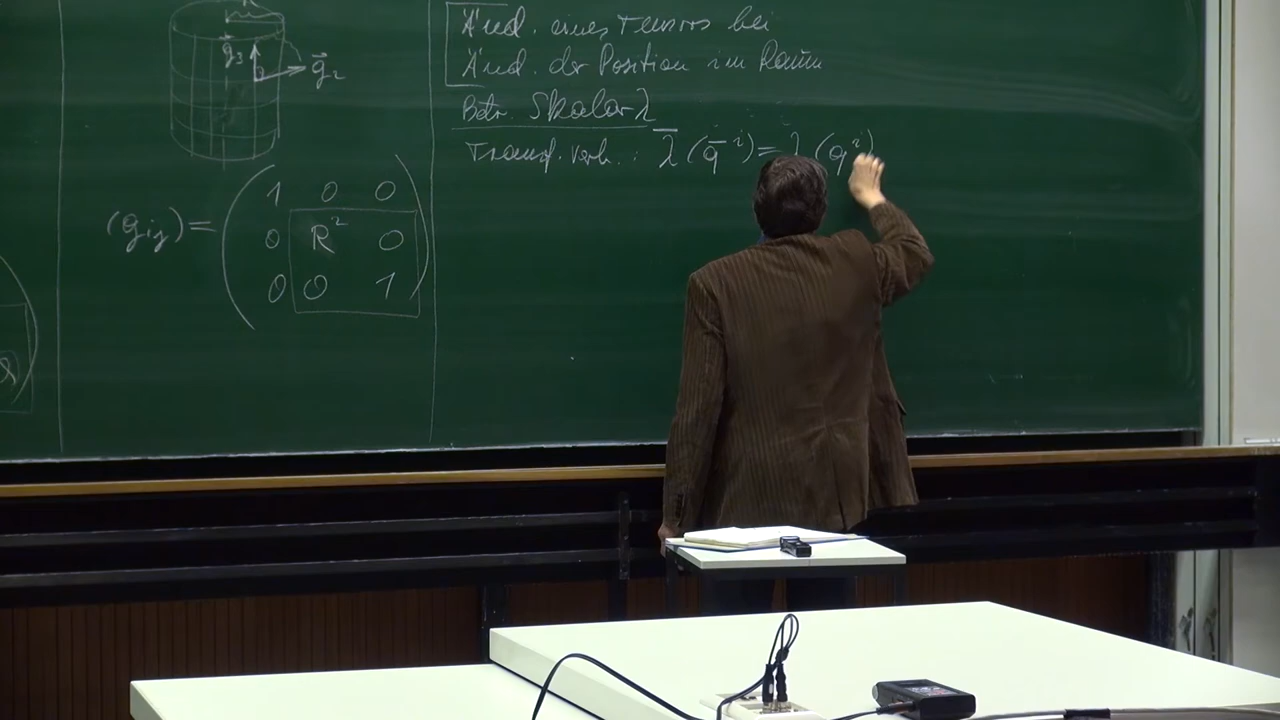 g⃗₃
g⃗₂
(gᵢⱼ) =
1 0 0
0 R² 0
0 0 1
Änd. eines Tensors bei
Änd. der Position im Raum
Betr. Skalar λ
Transf. verh. : λ̄ (q̄ ⁱ) = λ (qⁱ)